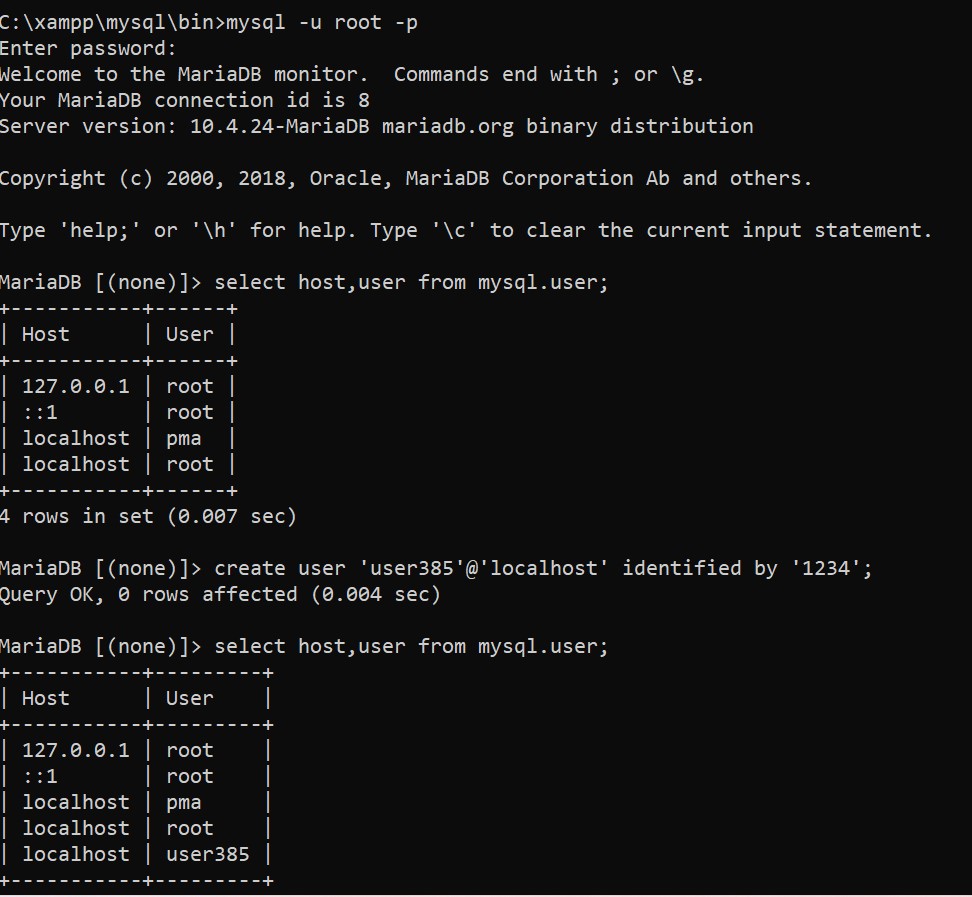 C:\xampp\mysql\bin>mysql -u root -p
Enter password:
Welcome to the MariaDB monitor.  Commands end with ; or \g.
Your MariaDB connection id is 8
Server version: 10.4.24-MariaDB mariadb.org binary distribution

Copyright (c) 2000, 2018, Oracle, MariaDB Corporation Ab and others.

Type 'help;' or '\h' for help. Type '\c' to clear the current input statement.

MariaDB [(none)]> select host,user from mysql.user;
+-----------+------+
| Host      | User |
+-----------+------+
| 127.0.0.1 | root |
| ::1       | root |
| localhost | pma  |
| localhost | root |
+-----------+------+
4 rows in set (0.007 sec)

MariaDB [(none)]> create user 'user385'@'localhost' identified by '1234';
Query OK, 0 rows affected (0.004 sec)

MariaDB [(none)]> select host,user from mysql.user;
+-----------+---------+
| Host      | User    |
+-----------+---------+
| 127.0.0.1 | root    |
| ::1       | root    |
| localhost | pma     |
| localhost | root    |
| localhost | user385 |
+-----------+---------+